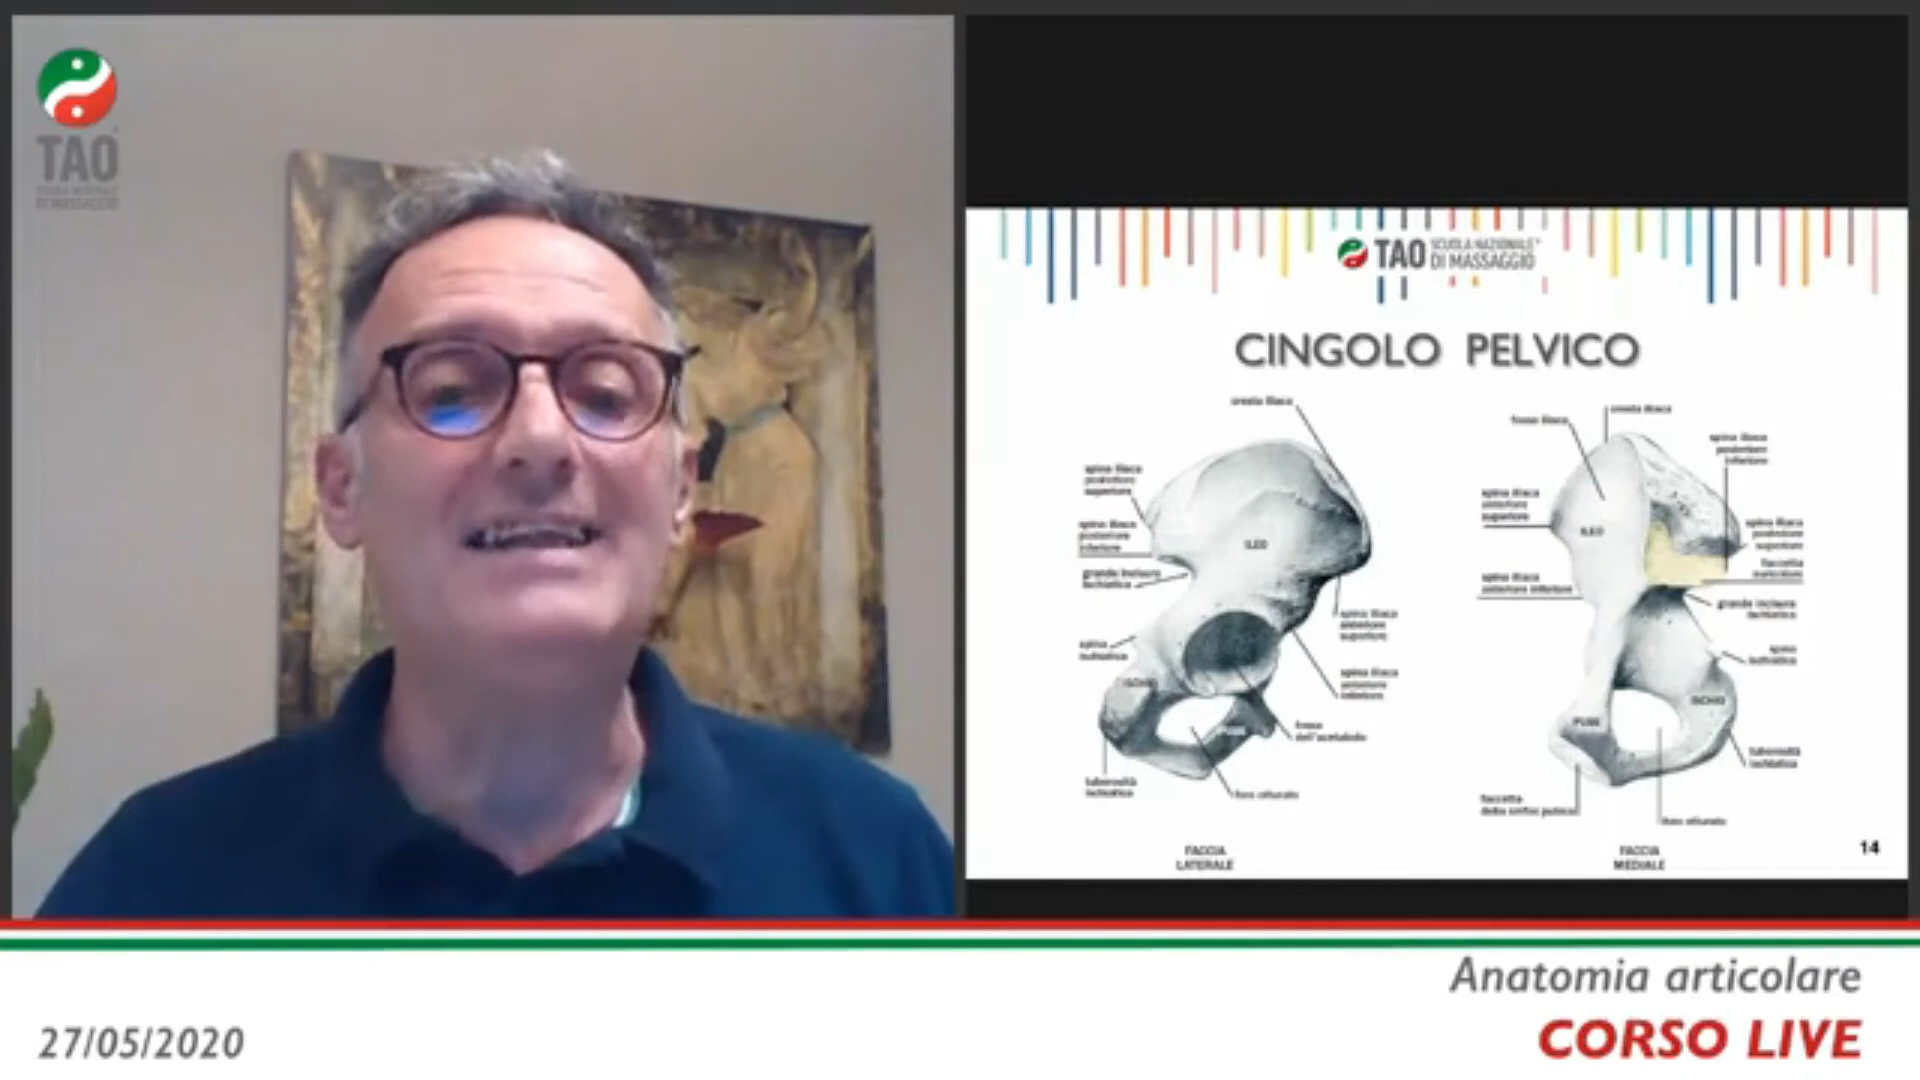 TAO
SCUOLA NAZIONALE
DI MASSAGGIO
TAO
SCUOLA NAZIONALE
DI MASSAGGIO
CINGOLO PELVICO
cresta iliaca
spina iliaca
posteriore
superiore
spina iliaca
posteriore
inferiore
grande incisura
ischiatica
spina
ischiatica
ILEO
spina iliaca
anteriore
superiore
spina iliaca
anteriore
inferiore
fossa
dell'acetabolo
tuberosità
ischiatica
foro otturato
FACCIA
LATERALE
cresta iliaca
fossa iliaca
spina iliaca
posteriore
inferiore
spina iliaca
anteriore
superiore
ILEO
spina iliaca
posteriore
superiore
faccetta
auricolare
spina iliaca
anteriore inferiore
grande incisura
ischiatica
spina
ischiatica
ISCHIO
PUBE
tuberosità
ischiatica
faccetta
della sinfisi pubica
foro otturato
FACCIA
MEDIALE
14
Anatomia articolare
27/05/2020
CORSO LIVE